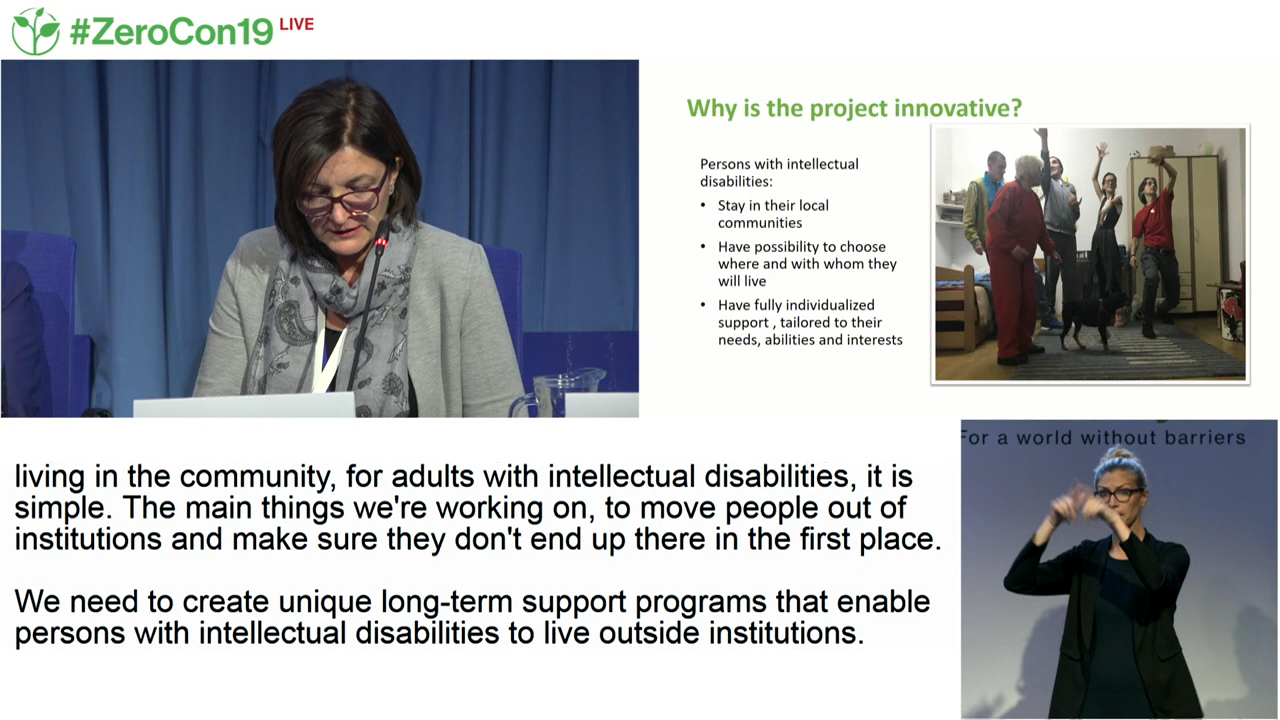 #ZeroCon19 LIVE
Why is the project innovative?
Persons with intellectual
disabilities:
• Stay in their local
communities
• Have possibility to choose
where and with whom they
will live
• Have fully individualized
support , tailored to their
needs, abilities and interests
For a world without barriers
living in the community, for adults with intellectual disabilities, it is
simple. The main things we're working on, to move people out of
institutions and make sure they don't end up there in the first place.
We need to create unique long-term support programs that enable
persons with intellectual disabilities to live outside institutions.